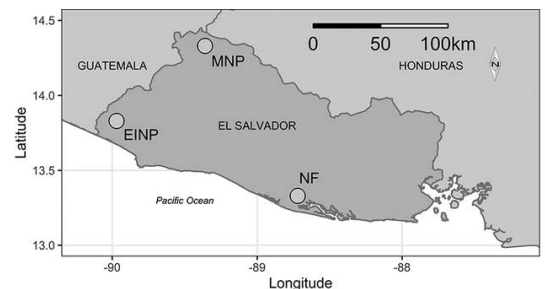 14.5
0 50 100km
MNP
GUATEMALA
HONDURAS
N
14.0
Latitude
EINP
EL SALVADOR
13.5
NF
Pacific Ocean
13.0
-90 -89 -88
Longitude